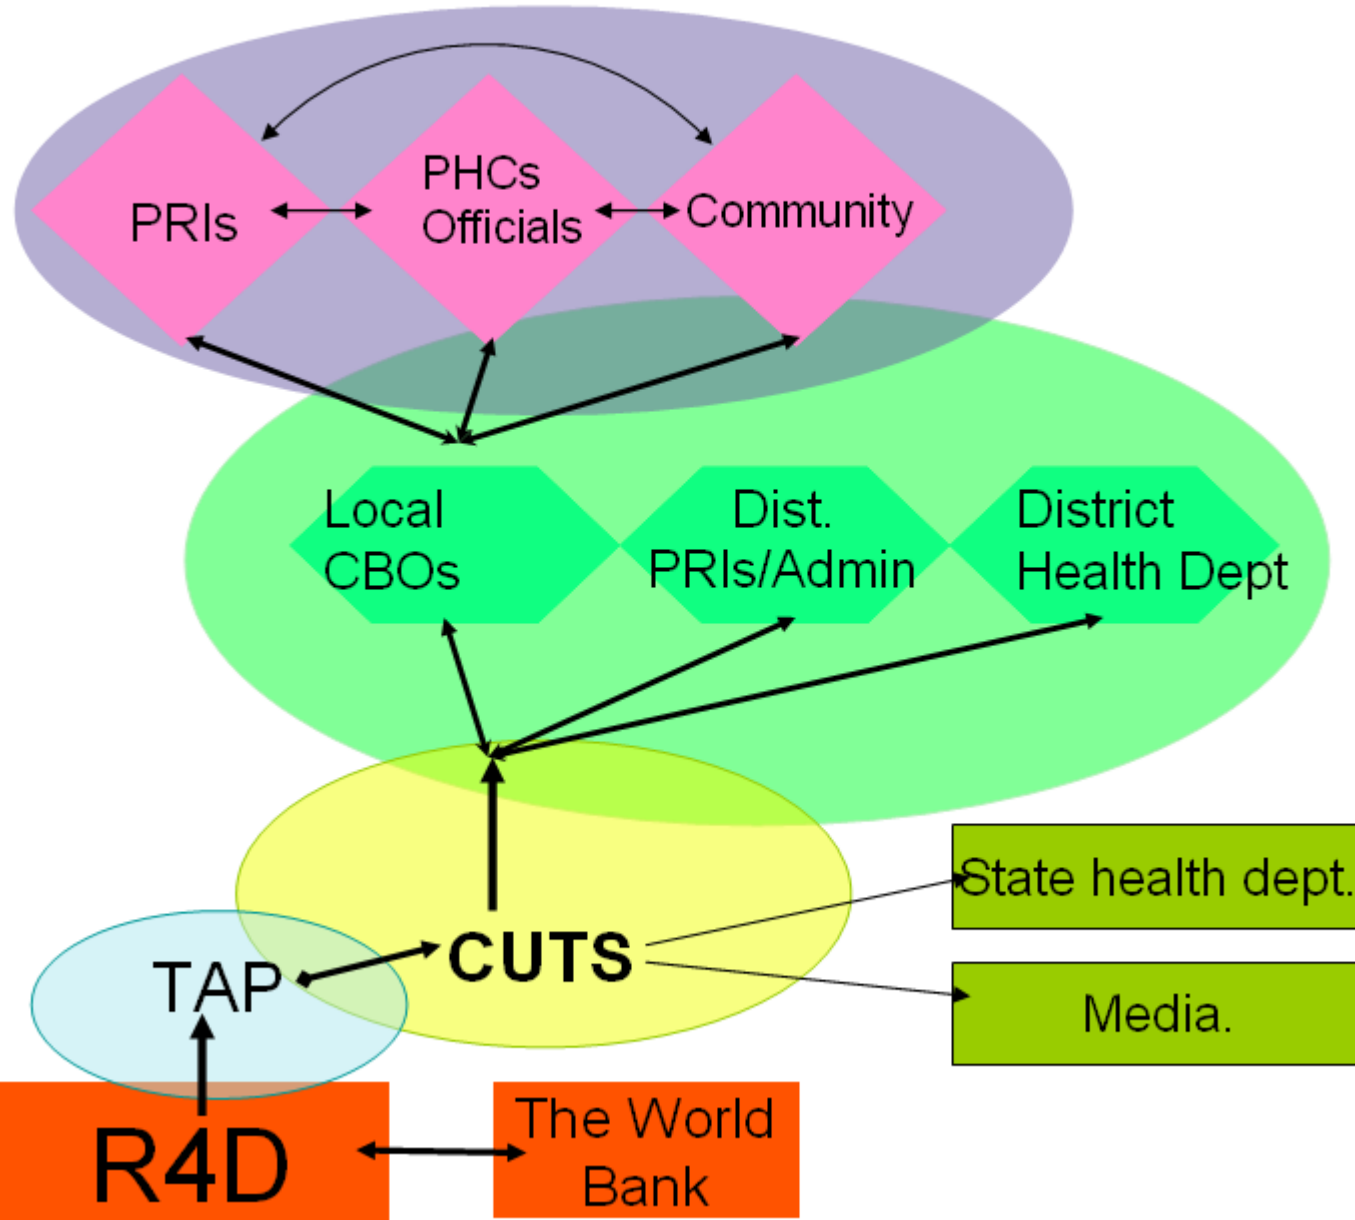 PRIs
PHCs
Officials
Community
Local
CBOs
Dist.
PRIs/Admin
District
Health Dept
State health dept.
CUTS
TAP
Media.
R4D
The World
Bank